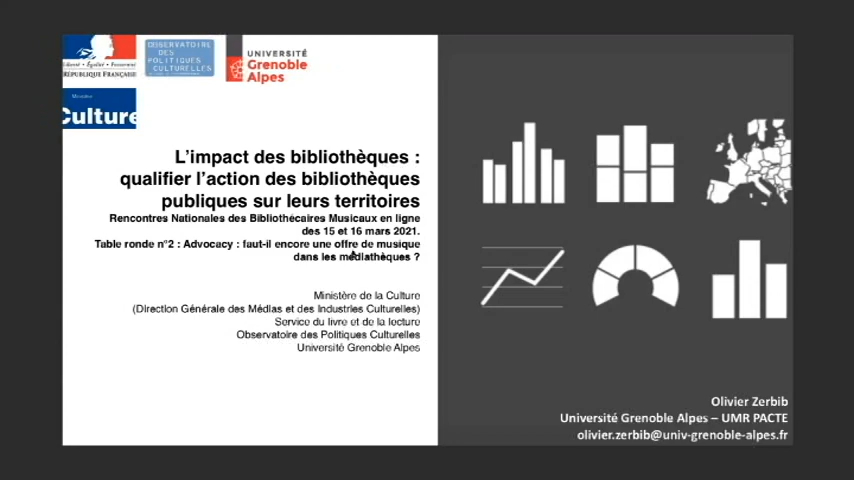 Liberté • Égalité • Fraternité
RÉPUBLIQUE FRANÇAISE
Ministère
Culture
OBSERVATOIRE
DES
POLITIQUES
CULTURELLES
UNIVERSITÉ
Grenoble
Alpes
L'impact des bibliothèques :
qualifier l'action des bibliothèques
publiques sur leurs territoires
Rencontres Nationales des Bibliothécaires Musicaux en ligne
des 15 et 16 mars 2021.
Table ronde n°2 : Advocacy : faut-il encore une offre de musique
dans les médiathèques ?
Ministère de la Culture
(Direction Générale des Médias et des Industries Culturelles)
Service du livre et de la lecture
Observatoire des Politiques Culturelles
Université Grenoble Alpes
Olivier Zerbib
Université Grenoble Alpes – UMR PACTE
olivier.zerbib@univ-grenoble-alpes.fr